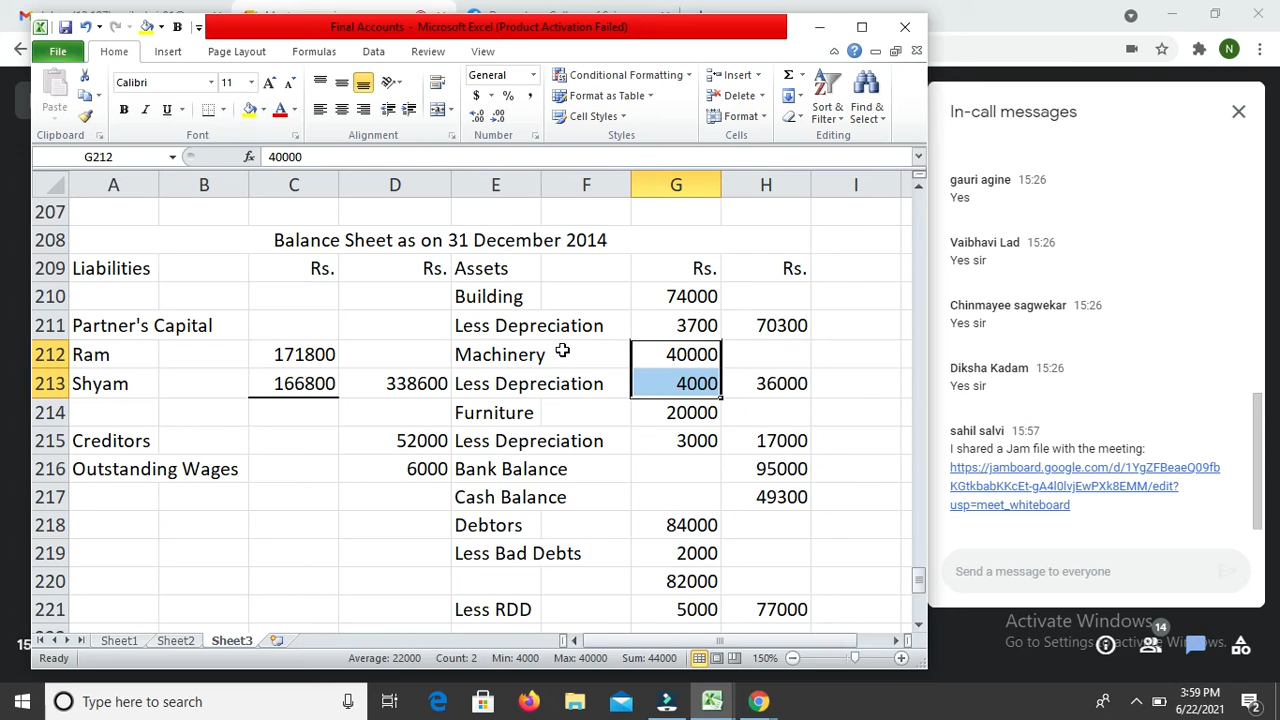 Final Accounts - Microsoft Excel (Product Activation Failed)
File Home Insert Page Layout Formulas Data Review View
Paste
Calibri 11
B I U
General
$ % ,
Conditional Formatting
Format as Table
Cell Styles
Insert
Delete
Format
Σ
Sort &
Filter
Find &
Select
Clipboard Font Alignment Number Styles Cells Editing
G212 fx 40000
A B C D E F G H I
207
208 Balance Sheet as on 31 December 2014
209 Liabilities Rs. Rs. Assets Rs. Rs.
210 Building 74000
211 Partner's Capital Less Depreciation 3700 70300
212 Ram 171800 Machinery 40000
213 Shyam 166800 338600 Less Depreciation 4000 36000
214 Furniture 20000
215 Creditors 52000 Less Depreciation 3000 17000
216 Outstanding Wages 6000 Bank Balance 95000
217 Cash Balance 49300
218 Debtors 84000
219 Less Bad Debts 2000
220 82000
221 Less RDD 5000 77000
Sheet1 Sheet2 Sheet3
Ready Average: 22000 Count: 2 Min: 4000 Max: 40000 Sum: 44000 150%
N
In-call messages
gauri agine 15:26
Yes
Vaibhavi Lad 15:26
Yes sir
Chinmayee sagwekar 15:26
Yes sir
Diksha Kadam 15:26
Yes sir
sahil salvi 15:57
I shared a Jam file with the meeting:
https://jamboard.google.com/d/1YgZFBeaeQ09fb
KGtkbabKKcEt-gA4l0lvjEwPXk8EMM/edit?
usp=meet_whiteboard
Send a message to everyone
Activate Windows
Go to Settings to activate Windows.
14
15
Type here to search
3:59 PM
6/22/2021
2